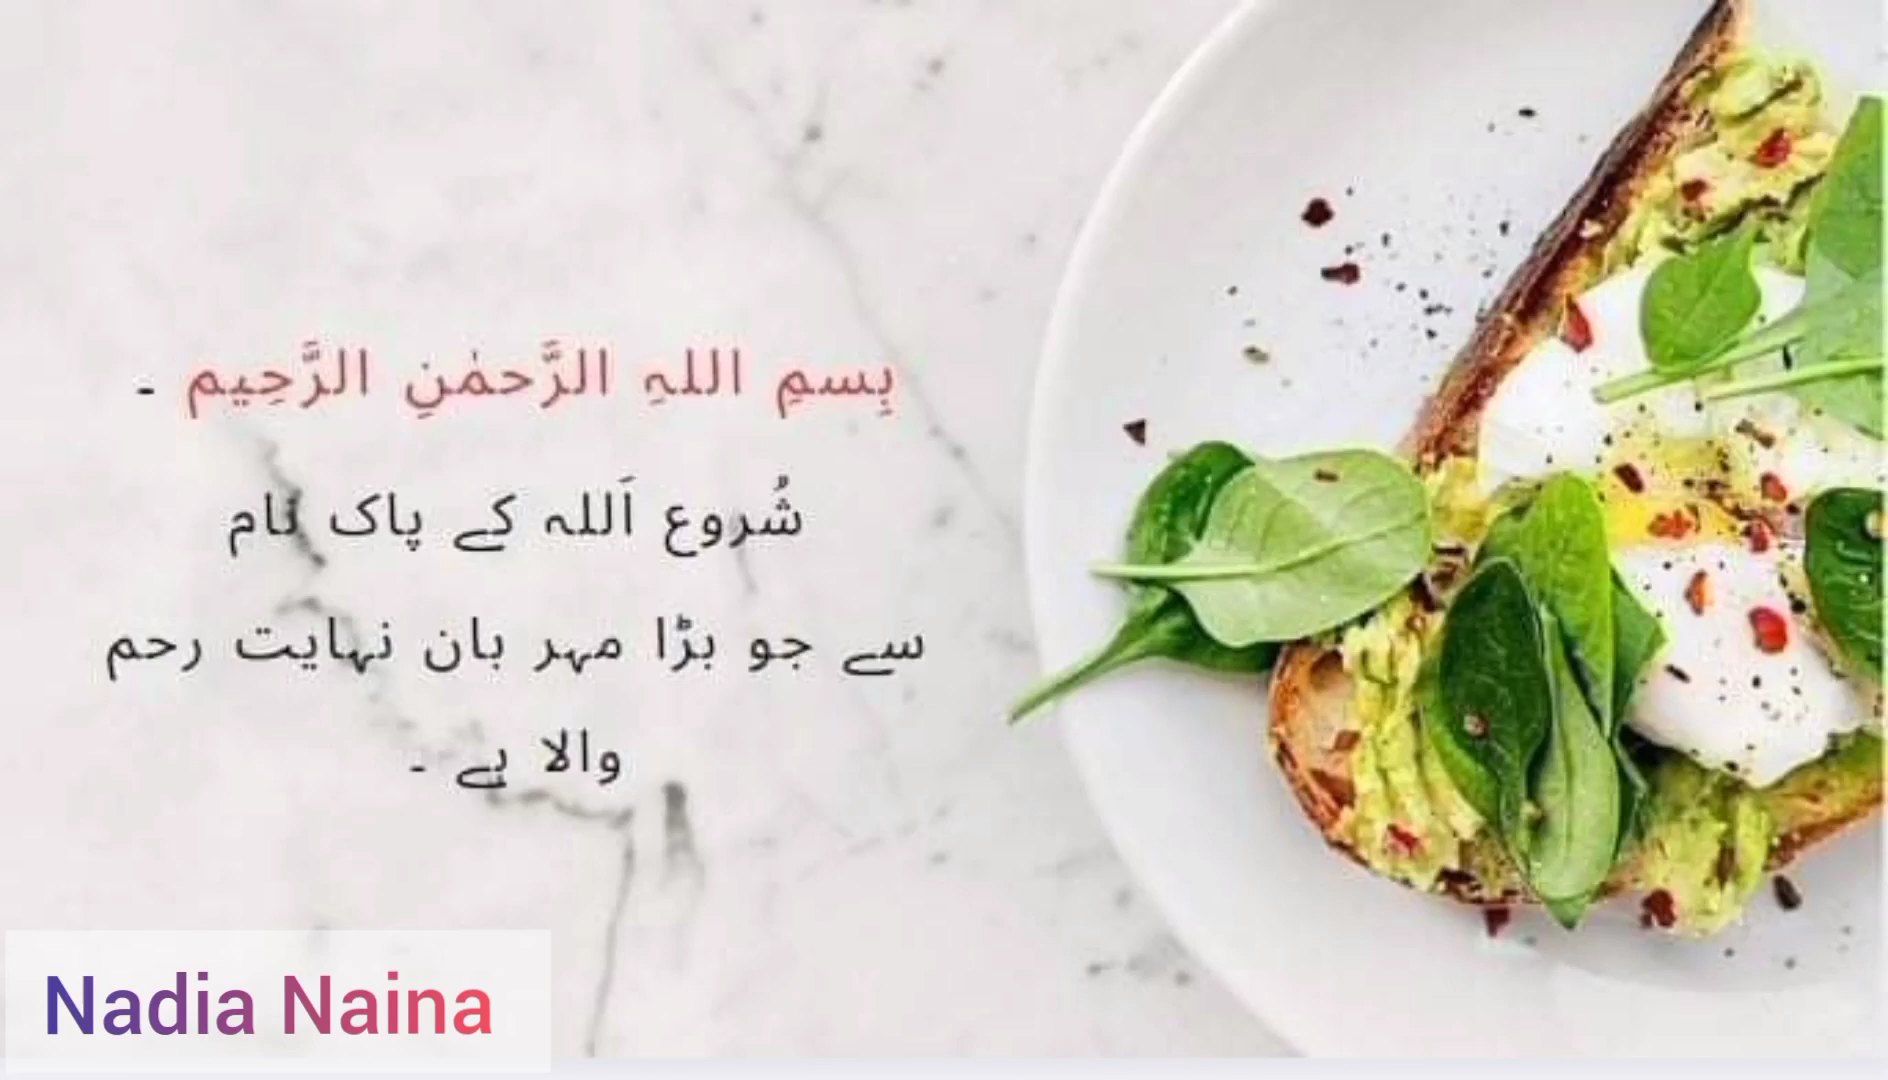 بِسمِ اللہِ الرَّحمٰنِ الرَّحِیم ۔
شُروع اَللہ کے پاک نام
سے جو بڑا مہر بان نہایت رحم
والا ہے ۔
Nadia Naina